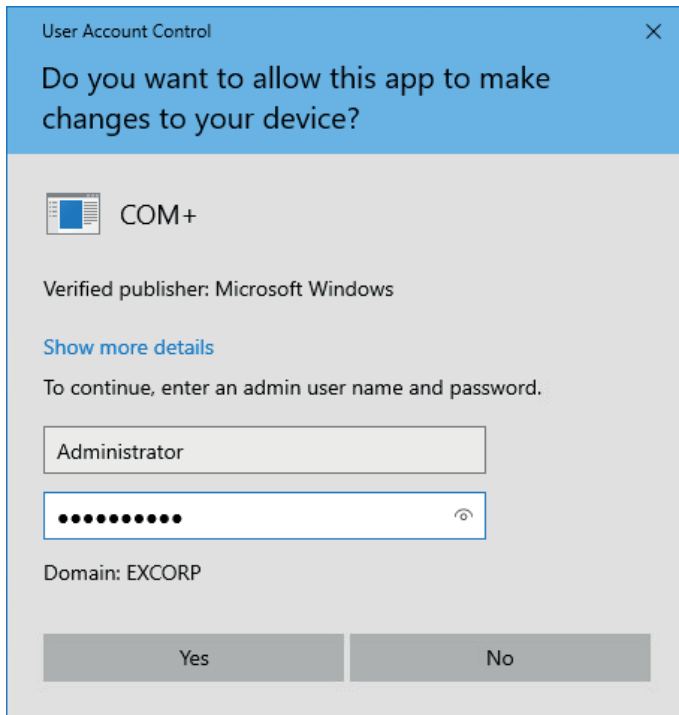 User Account Control
Do you want to allow this app to make
changes to your device?
COM+
Verified publisher: Microsoft Windows
Show more details
To continue, enter an admin user name and password.
Administrator
●●●●●●●●●●
Domain: EXCORP
Yes
No